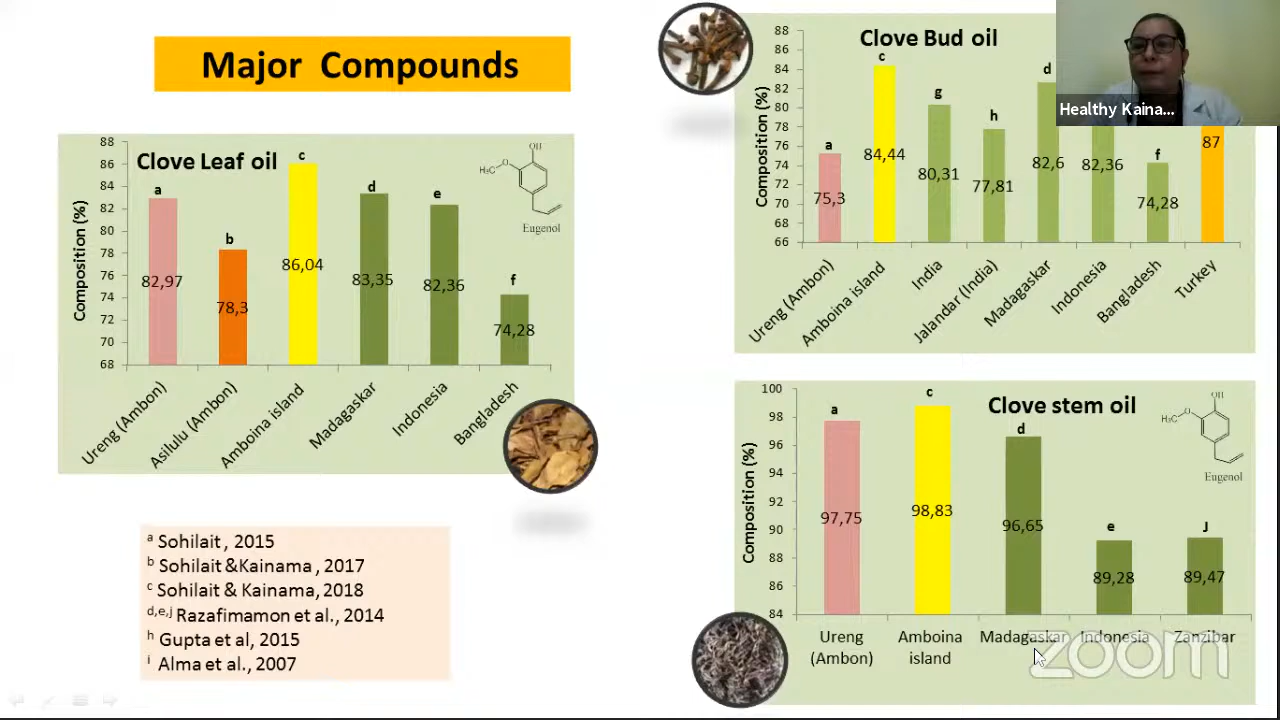 Major Compounds
Clove Leaf oil
Composition (%)
88
86
84
82
80
78
76
74
72
70
68
a
b
c
d
e
f
82,97
78,3
86,04
83,35
82,36
74,28
Ureng (Ambon)
Asilulu (Ambon)
Amboina island
Madagaskar
Indonesia
Bangladesh
OH
H₃C
O
Eugenol
a Sohilait , 2015
b Sohilait &Kainama , 2017
c Sohilait & Kainama, 2018
d,e,j Razafimamon et al., 2014
h Gupta et al, 2015
i Alma et al., 2007
Clove Bud oil
Composition (%)
88
86
84
82
80
78
76
74
72
70
68
66
a
c
g
h
d
f
75,3
84,44
80,31
77,81
82,6
82,36
74,28
87
Ureng (Ambon)
Amboina island
India
Jalandar (India)
Madagaskar
Indonesia
Bangladesh
Turkey
Healthy Kaina...
Clove stem oil
Composition (%)
100
98
96
94
92
90
88
86
84
a
c
d
e
J
97,75
98,83
96,65
89,28
89,47
Ureng
(Ambon)
Amboina
island
Madagaskar
Indonesia
Zanzibar
OH
H₃C
O
Eugenol
zoom